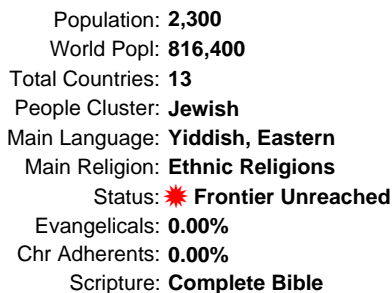 Population: 2,300
World Popl: 816,400
Total Countries: 13
People Cluster: Jewish
Main Language: Yiddish, Eastern
Main Religion: Ethnic Religions
Status: Frontier Unreached
Evangelicals: 0.00%
Chr Adherents: 0.00%
Scripture: Complete Bible